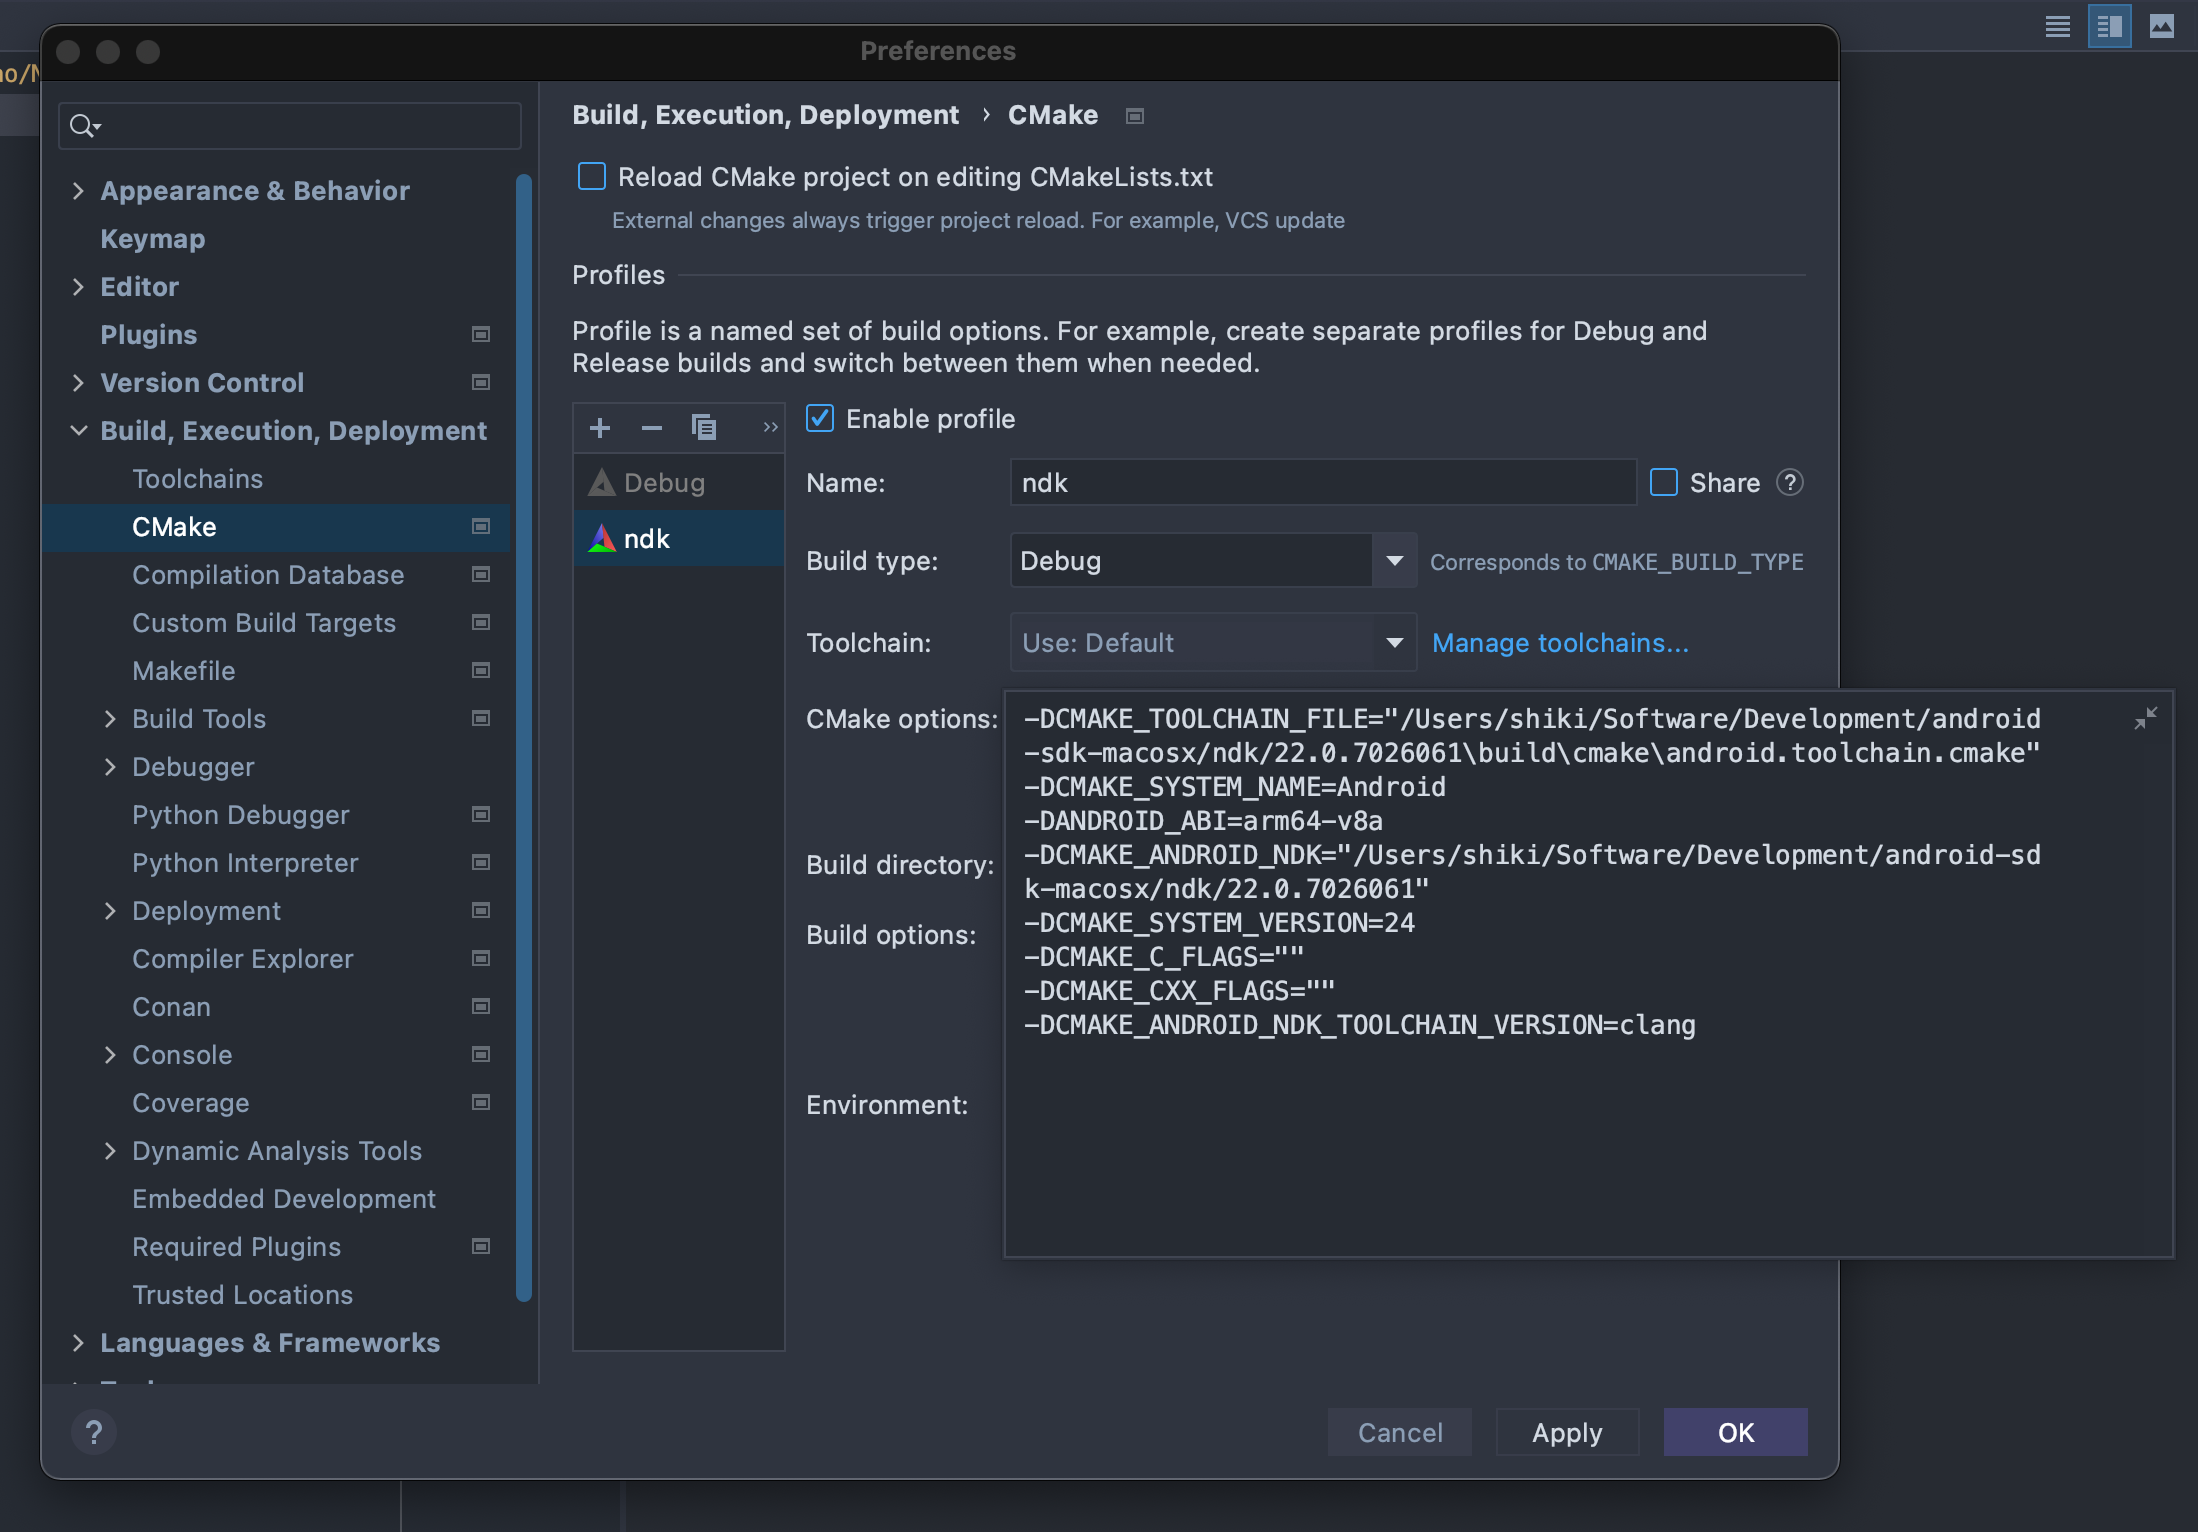 Preferences
Build, Execution, Deployment › CMake
Reload CMake project on editing CMakeLists.txt
External changes always trigger project reload. For example, VCS update
Profiles
Profile is a named set of build options. For example, create separate profiles for Debug and
Release builds and switch between them when needed.
Appearance & Behavior
Keymap
Editor
Plugins
Version Control
Build, Execution, Deployment
Toolchains
CMake
Compilation Database
Custom Build Targets
Makefile
Build Tools
Debugger
Python Debugger
Python Interpreter
Deployment
Compiler Explorer
Conan
Console
Coverage
Dynamic Analysis Tools
Embedded Development
Required Plugins
Trusted Locations
Languages & Frameworks
Debug
ndk
Enable profile
Name: ndk Share ?
Build type: Debug Corresponds to CMAKE_BUILD_TYPE
Toolchain: Use: Default Manage toolchains...
CMake options:
-DCMAKE_TOOLCHAIN_FILE="/Users/shiki/Software/Development/android
-sdk-macosx/ndk/22.0.7026061\build\cmake\android.toolchain.cmake"
-DCMAKE_SYSTEM_NAME=Android
-DANDROID_ABI=arm64-v8a
-DCMAKE_ANDROID_NDK="/Users/shiki/Software/Development/android-sd
k-macosx/ndk/22.0.7026061"
-DCMAKE_SYSTEM_VERSION=24
-DCMAKE_C_FLAGS=""
-DCMAKE_CXX_FLAGS=""
-DCMAKE_ANDROID_NDK_TOOLCHAIN_VERSION=clang
Build directory:
Build options:
Environment:
?
Cancel
Apply
OK